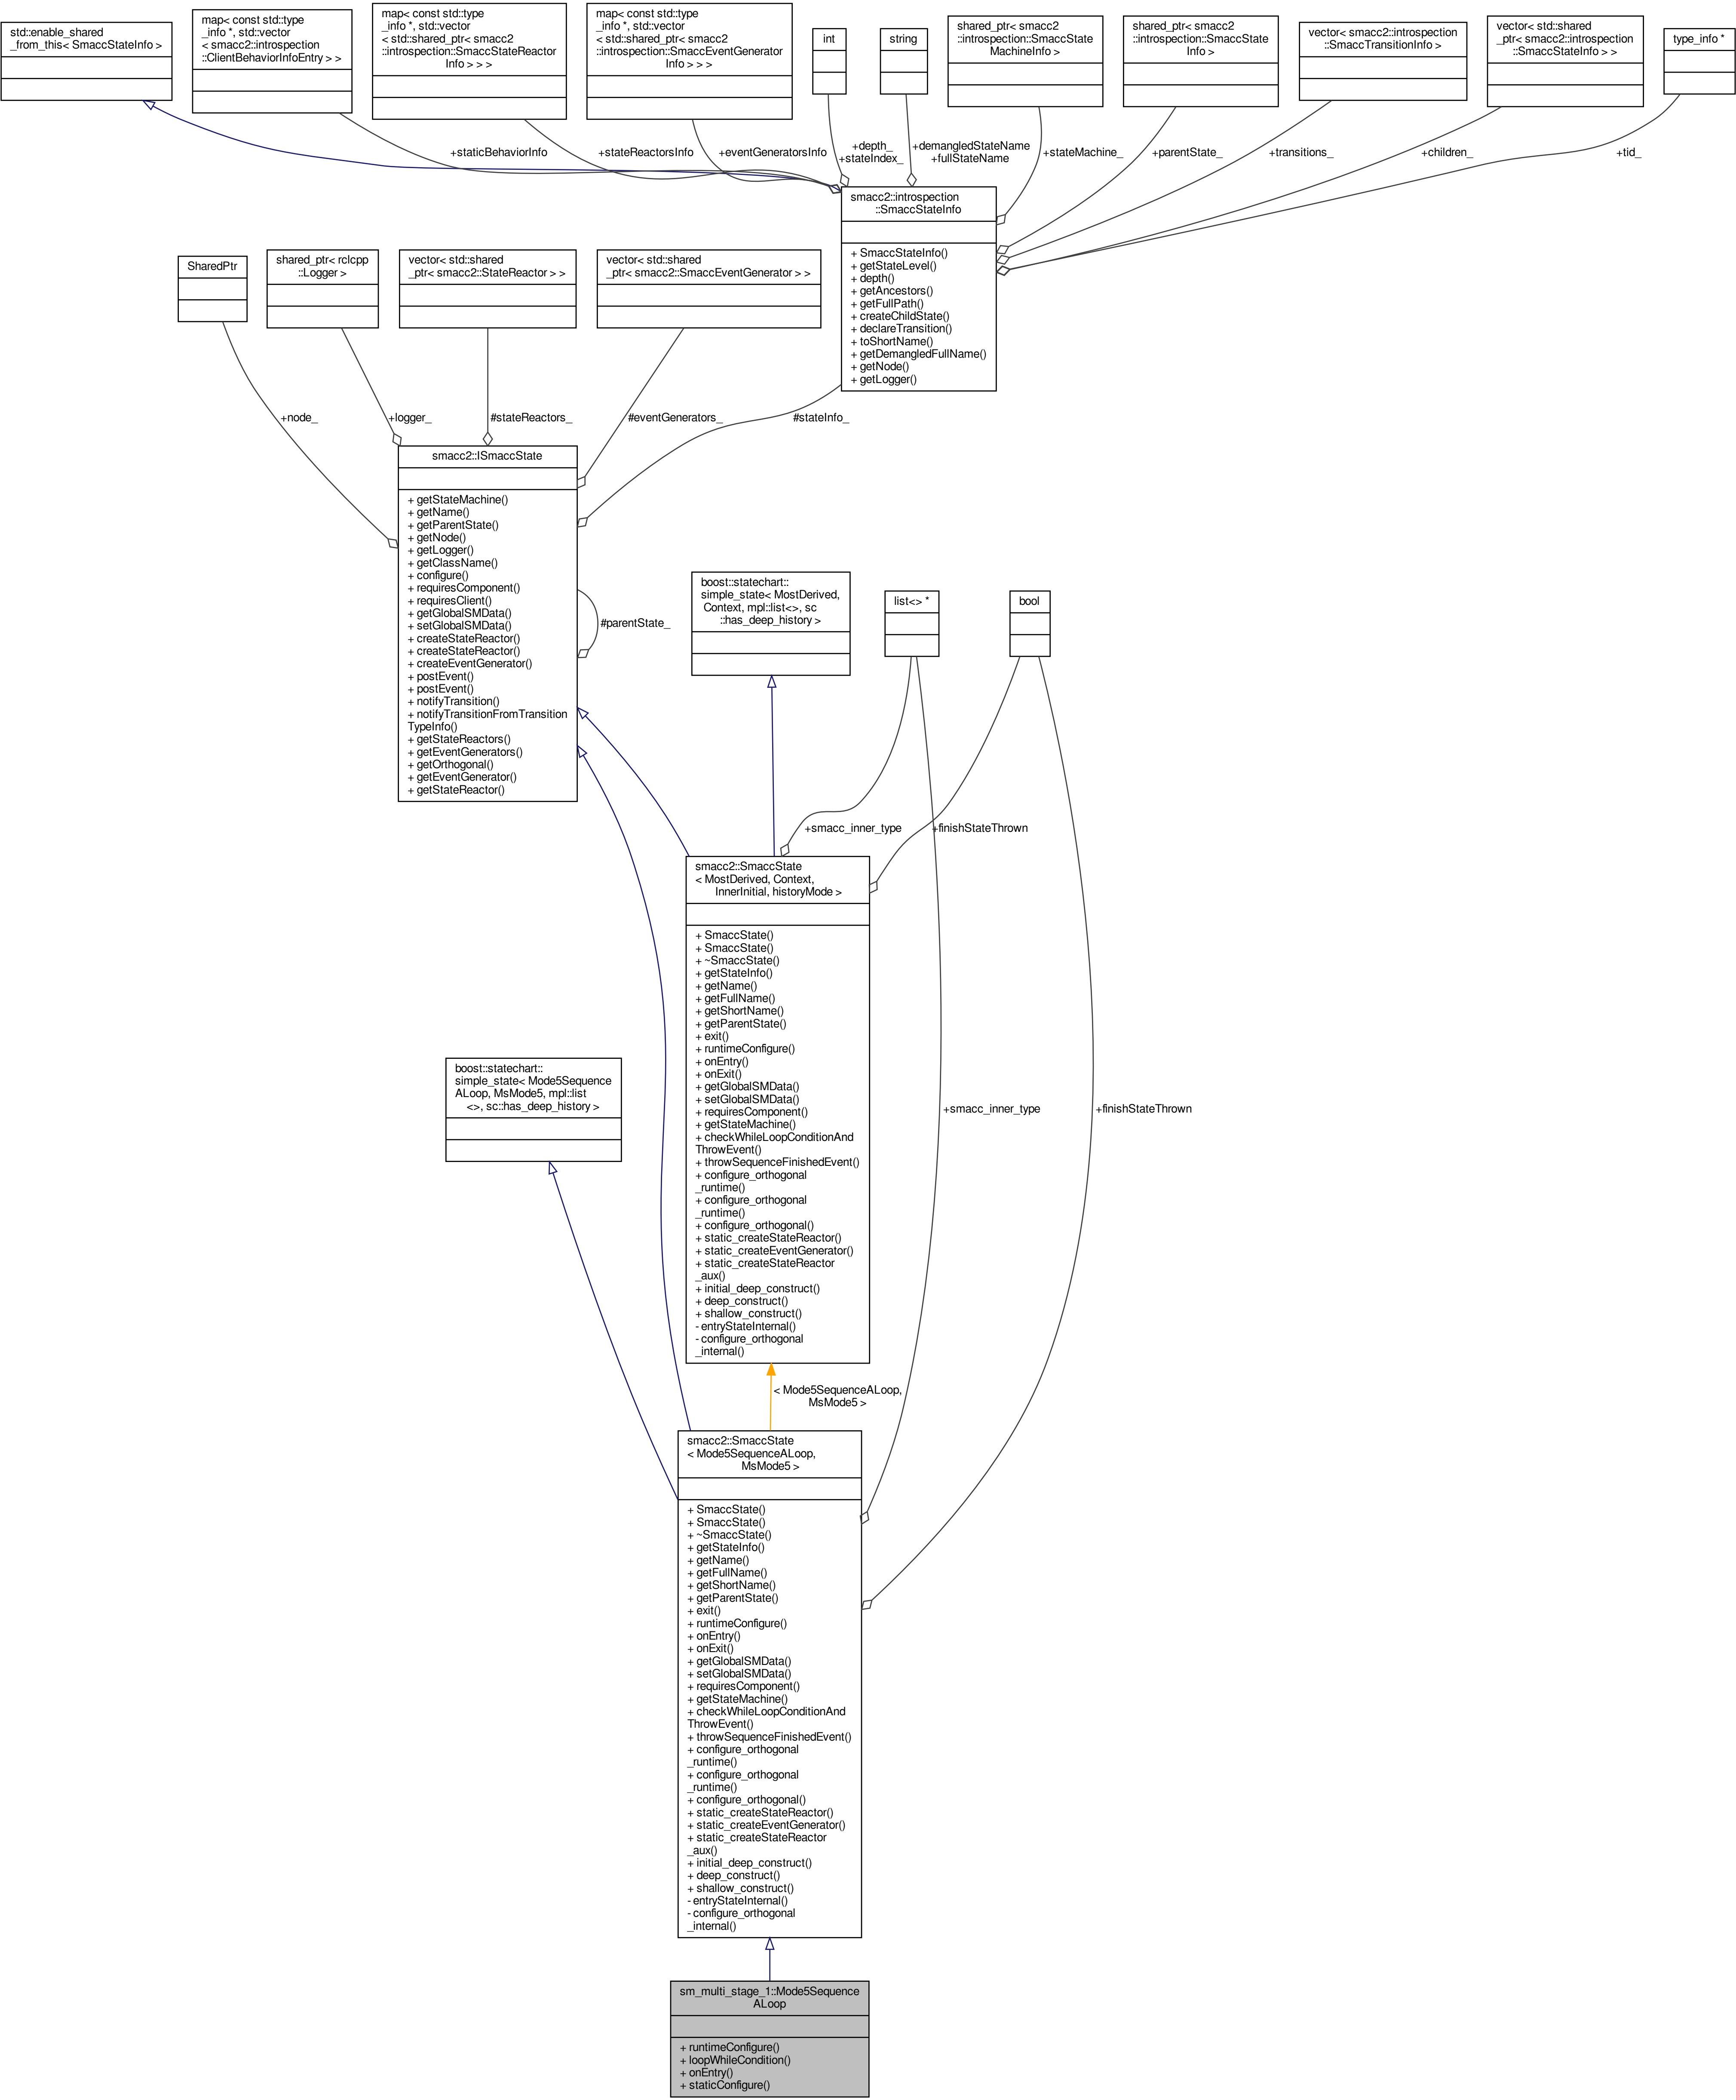 std::enable_shared
_from_this< SmaccStateInfo >
map< const std::type
_info *, std::vector
< smacc2::introspection
::ClientBehaviorInfoEntry > >
map< const std::type
_info *, std::vector
< std::shared_ptr< smacc2
::introspection::SmaccStateReactor
Info > > >
map< const std::type
_info *, std::vector
< std::shared_ptr< smacc2
::introspection::SmaccEventGenerator
Info > > >
int
string
shared_ptr< smacc2
::introspection::SmaccState
MachineInfo >
shared_ptr< smacc2
::introspection::SmaccState
Info >
vector< smacc2::introspection
::SmaccTransitionInfo >
vector< std::shared
_ptr< smacc2::introspection
::SmaccStateInfo > >
type_info *
+staticBehaviorInfo
+stateReactorsInfo
+eventGeneratorsInfo
+depth_
+stateIndex_
+demangledStateName
+fullStateName
+stateMachine_
+parentState_
+transitions_
+children_
+tid_
smacc2::introspection
::SmaccStateInfo
+ SmaccStateInfo()
+ getStateLevel()
+ depth()
+ getAncestors()
+ getFullPath()
+ createChildState()
+ declareTransition()
+ toShortName()
+ getDemangledFullName()
+ getNode()
+ getLogger()
SharedPtr
shared_ptr< rclcpp
::Logger >
vector< std::shared
_ptr< smacc2::StateReactor > >
vector< std::shared
_ptr< smacc2::SmaccEventGenerator > >
+node_
+logger_
#stateReactors_
#eventGenerators_
#stateInfo_
smacc2::ISmaccState
+ getStateMachine()
+ getName()
+ getParentState()
+ getNode()
+ getLogger()
+ getClassName()
+ configure()
+ requiresComponent()
+ requiresClient()
+ getGlobalSMData()
+ setGlobalSMData()
+ createStateReactor()
+ createStateReactor()
+ createEventGenerator()
+ postEvent()
+ postEvent()
+ notifyTransition()
+ notifyTransitionFromTransition
TypeInfo()
+ getStateReactors()
+ getEventGenerators()
+ getOrthogonal()
+ getEventGenerator()
+ getStateReactor()
#parentState_
boost::statechart::
simple_state< MostDerived,
Context, mpl::list<>, sc
::has_deep_history >
list<> *
bool
+smacc_inner_type
+finishStateThrown
smacc2::SmaccState
< MostDerived, Context,
InnerInitial, historyMode >
+ SmaccState()
+ SmaccState()
+ ~SmaccState()
+ getStateInfo()
+ getName()
+ getFullName()
+ getShortName()
+ getParentState()
+ exit()
+ runtimeConfigure()
+ onEntry()
+ onExit()
+ getGlobalSMData()
+ setGlobalSMData()
+ requiresComponent()
+ getStateMachine()
+ checkWhileLoopConditionAnd
ThrowEvent()
+ throwSequenceFinishedEvent()
+ configure_orthogonal
_runtime()
+ configure_orthogonal
_runtime()
+ configure_orthogonal()
+ static_createStateReactor()
+ static_createEventGenerator()
+ static_createStateReactor
_aux()
+ initial_deep_construct()
+ deep_construct()
+ shallow_construct()
- entryStateInternal()
- configure_orthogonal
_internal()
boost::statechart::
simple_state< Mode5Sequence
ALoop, MsMode5, mpl::list
<>, sc::has_deep_history >
+smacc_inner_type
+finishStateThrown
< Mode5SequenceALoop,
MsMode5 >
smacc2::SmaccState
< Mode5SequenceALoop,
MsMode5 >
+ SmaccState()
+ SmaccState()
+ ~SmaccState()
+ getStateInfo()
+ getName()
+ getFullName()
+ getShortName()
+ getParentState()
+ exit()
+ runtimeConfigure()
+ onEntry()
+ onExit()
+ getGlobalSMData()
+ setGlobalSMData()
+ requiresComponent()
+ getStateMachine()
+ checkWhileLoopConditionAnd
ThrowEvent()
+ throwSequenceFinishedEvent()
+ configure_orthogonal
_runtime()
+ configure_orthogonal
_runtime()
+ configure_orthogonal()
+ static_createStateReactor()
+ static_createEventGenerator()
+ static_createStateReactor
_aux()
+ initial_deep_construct()
+ deep_construct()
+ shallow_construct()
- entryStateInternal()
- configure_orthogonal
_internal()
sm_multi_stage_1::Mode5Sequence
ALoop
+ runtimeConfigure()
+ loopWhileCondition()
+ onEntry()
+ staticConfigure()